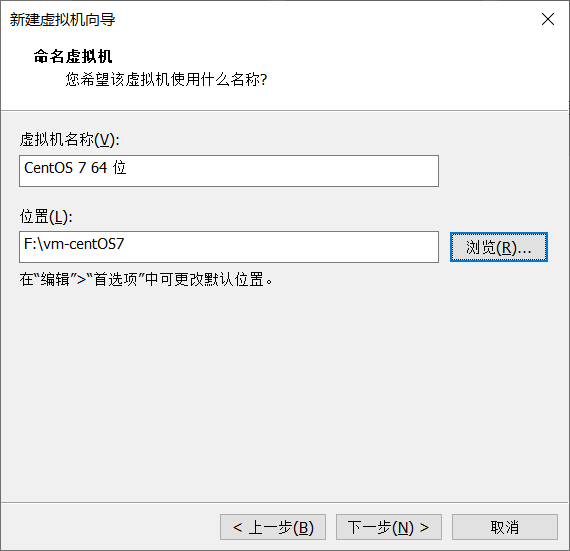 新建虚拟机向导
命名虚拟机
您希望该虚拟机使用什么名称?
虚拟机名称(V):
CentOS 7 64 位
位置(L):
F:\vm-centOS7
浏览(R)...
在“编辑”>“首选项”中可更改默认位置。
< 上一步(B)
下一步(N) >
取消